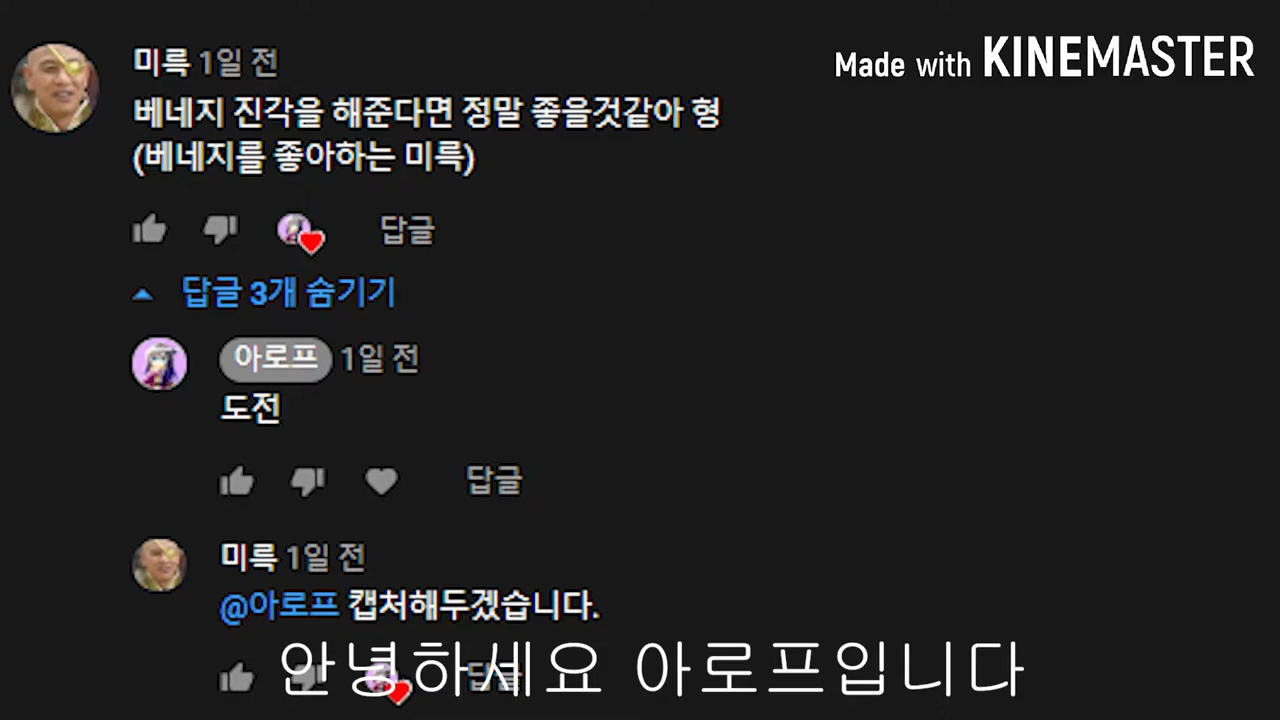 Made with KINEMASTER
미륵 1일 전
베네지 진각을 해준다면 정말 좋을것같아 형
(베네지를 좋아하는 미륵)
답글
답글 3개 숨기기
아로프 1일 전
도전
답글
미륵 1일 전
@아로프 캡처해두겠습니다.
답글
안녕하세요 아로프입니다